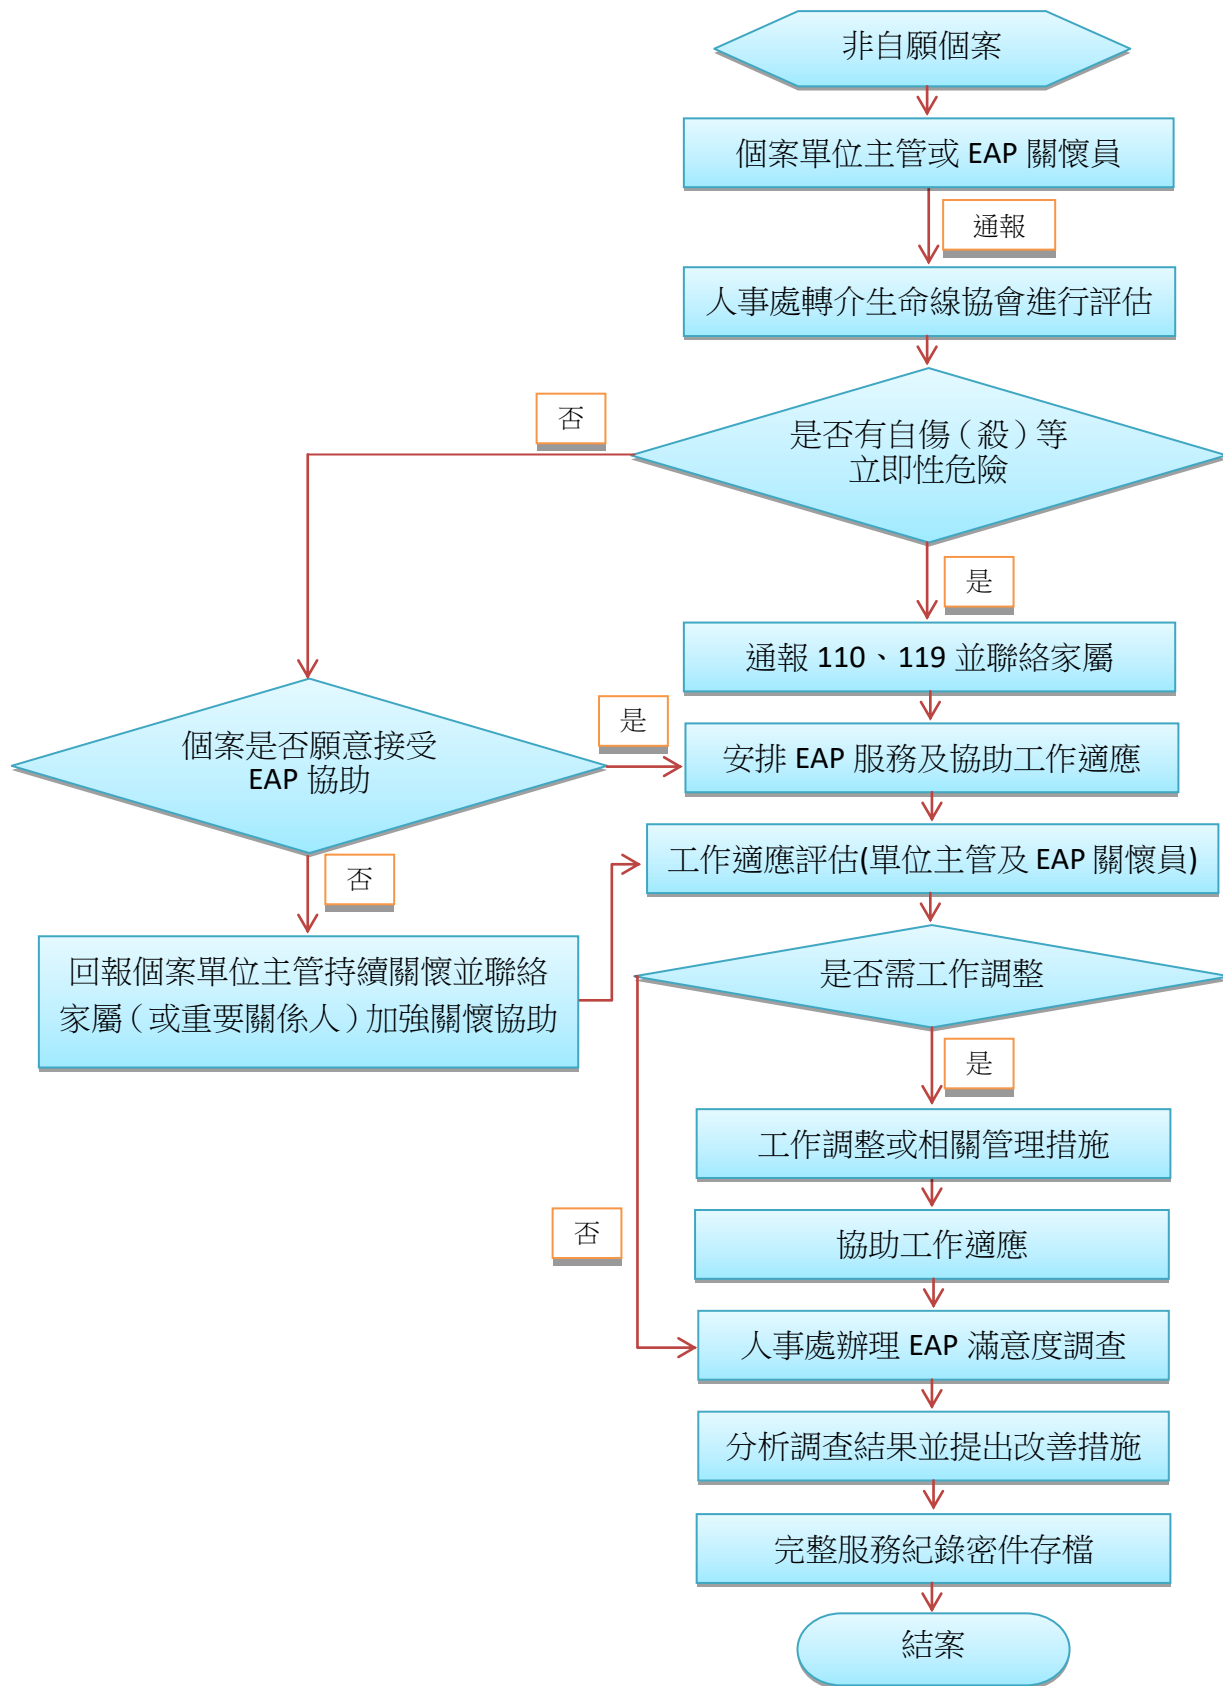 非自願個案
個案單位主管或 EAP 關懷員
通報
人事處轉介生命線協會進行評估
否
是否有自傷（殺）等
立即性危險
是
通報 110、119 並聯絡家屬
個案是否願意接受
EAP 協助
是
安排 EAP 服務及協助工作適應
工作適應評估(單位主管及 EAP 關懷員)
否
回報個案單位主管持續關懷並聯絡
家屬（或重要關係人）加強關懷協助
是否需工作調整
是
工作調整或相關管理措施
否
協助工作適應
人事處辦理 EAP 滿意度調查
分析調查結果並提出改善措施
完整服務紀錄密件存檔
結案